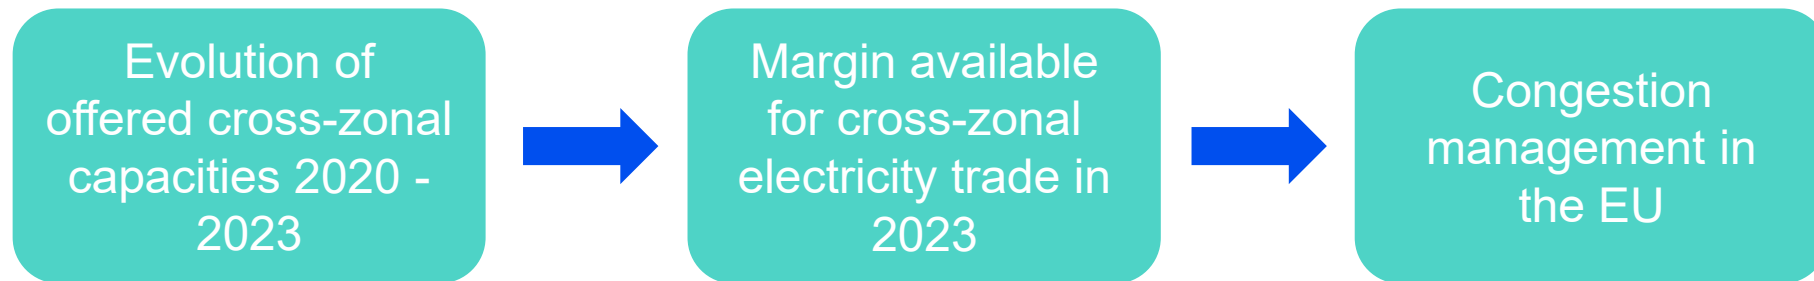 Evolution of
offered cross-zonal
capacities 2020 -
2023
Margin available
for cross-zonal
electricity trade in
2023
Congestion
management in
the EU